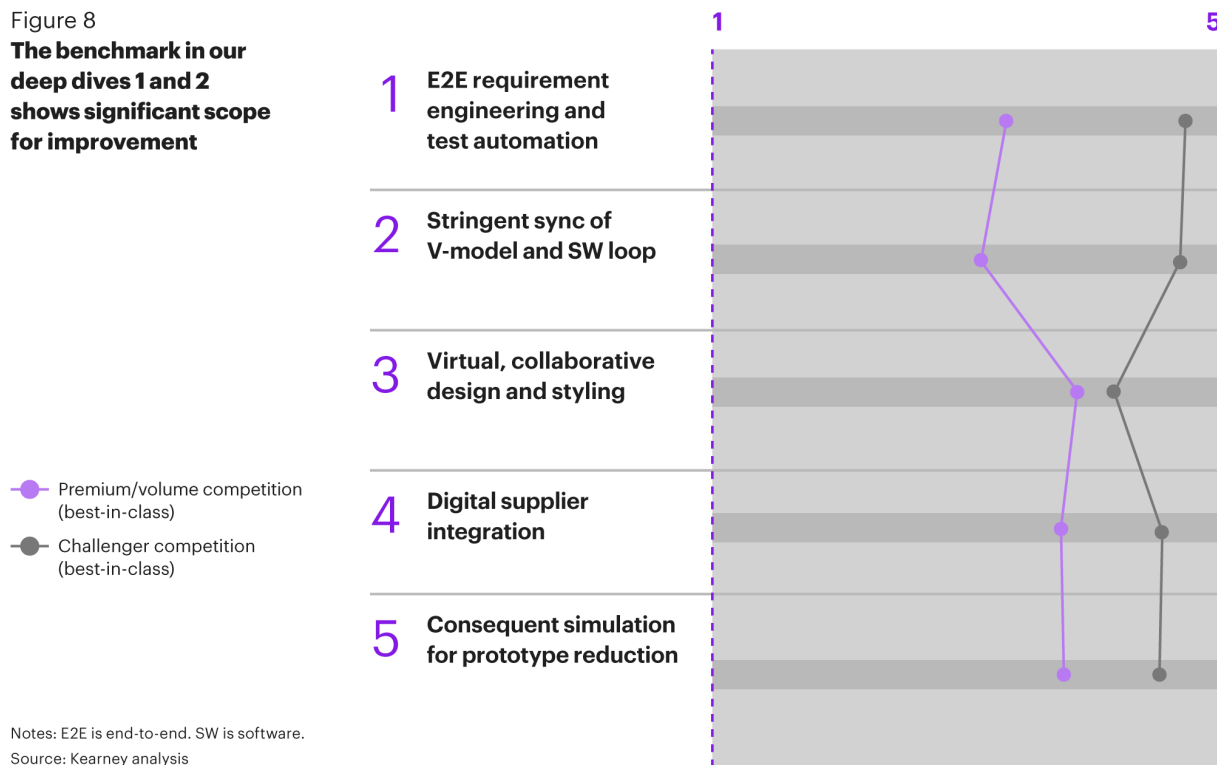 Figure 8
The benchmark in our
deep dives 1 and 2
shows significant scope
for improvement
1
5
1
E2E requirement
engineering and
test automation
2
Stringent sync of
V-model and SW loop
3
Virtual, collaborative
design and styling
4
Digital supplier
integration
5
Consequent simulation
for prototype reduction
Premium/volume competition
(best-in-class)
Challenger competition
(best-in-class)
Notes: E2E is end-to-end. SW is software.
Source: Kearney analysis